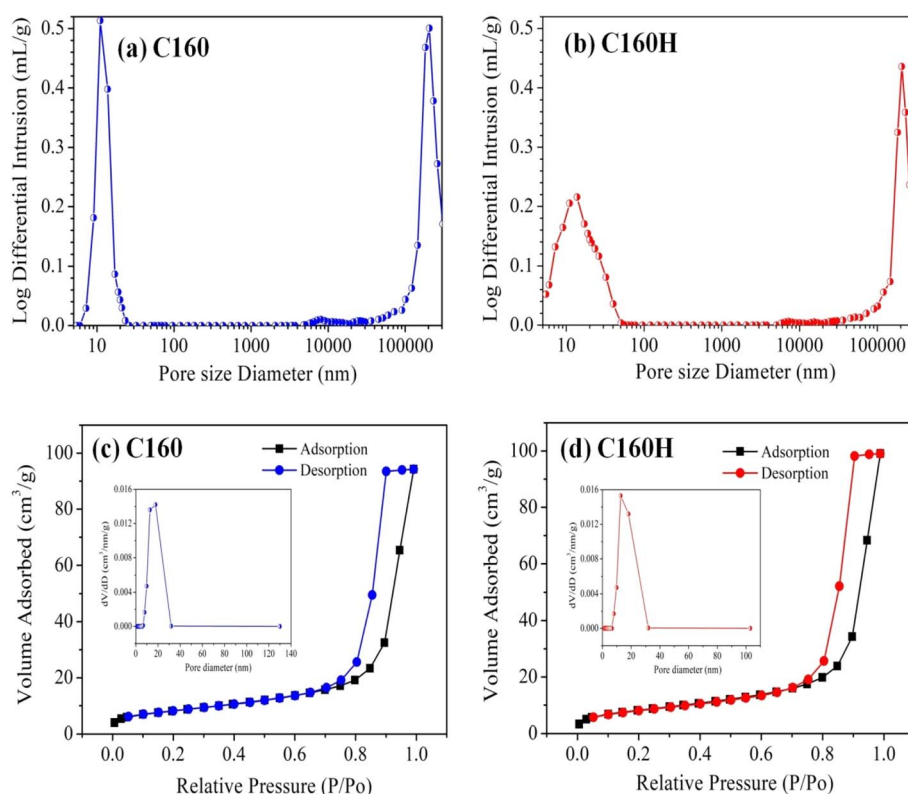 (a) C160
Log Differential Intrusion (mL/g)
0.5
0.4
0.3
0.2
0.1
0.0
10 1000 10000 100000
Pore size Diameter (nm)
(b) C160H
Log Differential Intrusion (mL/g)
0.5
0.4
0.3
0.2
0.1
0.0
10 1000 10000 100000
Pore size Diameter (nm)
(c) C160
Adsorption
Desorption
Volume Adsorbed (cm³/g)
100
80
60
40
20
0
0.0 0.2 0.4 0.6 0.8 1.0
Relative Pressure (P/Po)
dV/dD (cm³/nm/g)
0.016
0.012
0.008
0.004
0.000
0 20 40 60 80 100 120 140
Pore diameter (nm)
(d) C160H
Adsorption
Desorption
Volume Adsorbed (cm³/g)
100
80
60
40
20
0
0.0 0.2 0.4 0.6 0.8 1.0
Relative Pressure (P/Po)
dV/dD (cm³/nm/g)
0.016
0.012
0.008
0.004
0.000
0 20 40 60 80 100
Pore diameter (nm)